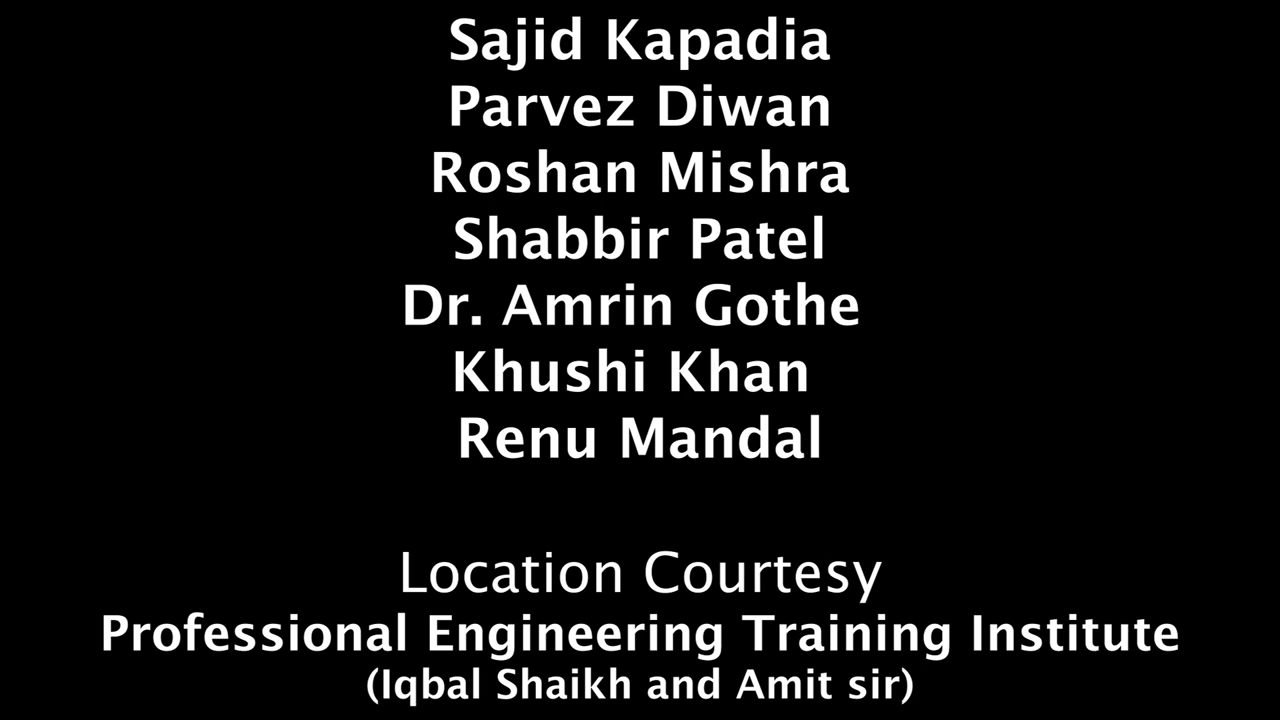 Sajid Kapadia
Parvez Diwan
Roshan Mishra
Shabbir Patel
Dr. Amrin Gothe
Khushi Khan
Renu Mandal
Location Courtesy
Professional Engineering Training Institute
(Iqbal Shaikh and Amit sir)